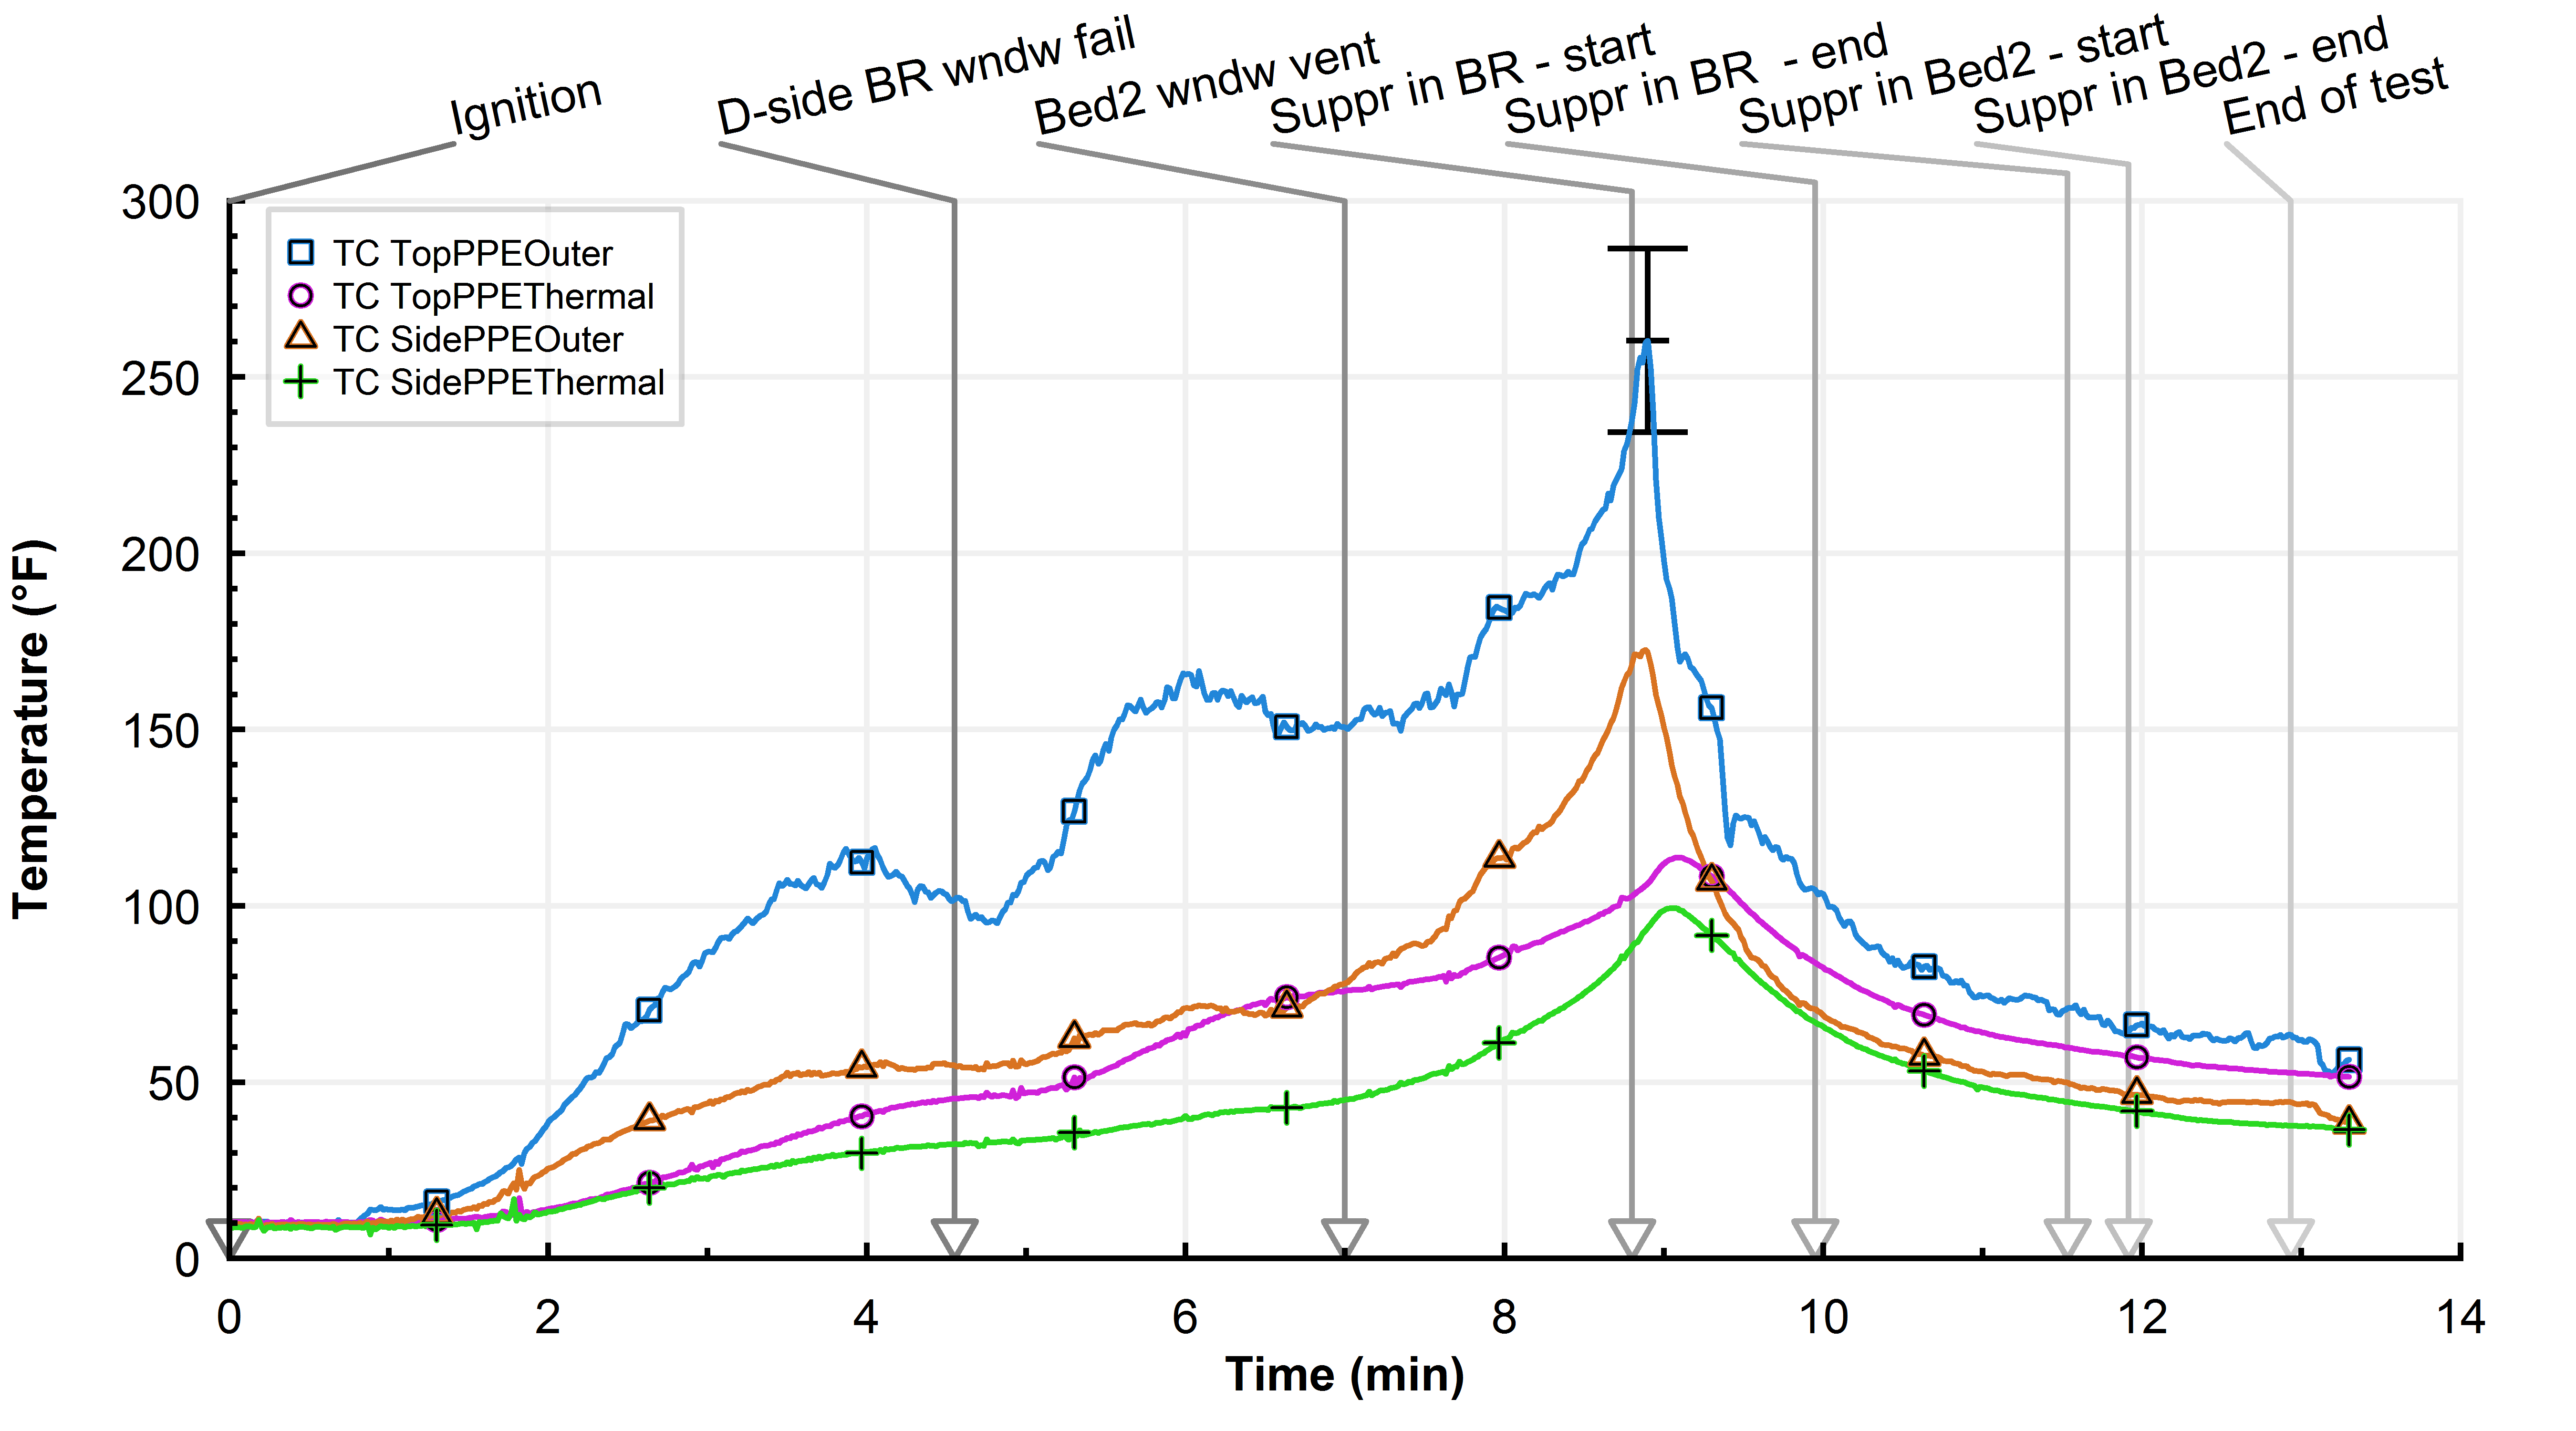 Ignition
D-side BR wndw fail
Bed2 wndw vent
Suppr in BR - start
Suppr in BR  - end
Suppr in Bed2 - start
Suppr in Bed2 - end
End of test
TC TopPPEOuter
TC TopPPEThermal
TC SidePPEOuter
TC SidePPEThermal
Temperature (°F)
300
250
200
150
100
50
0
0 2 4 6 8 10 12 14
Time (min)